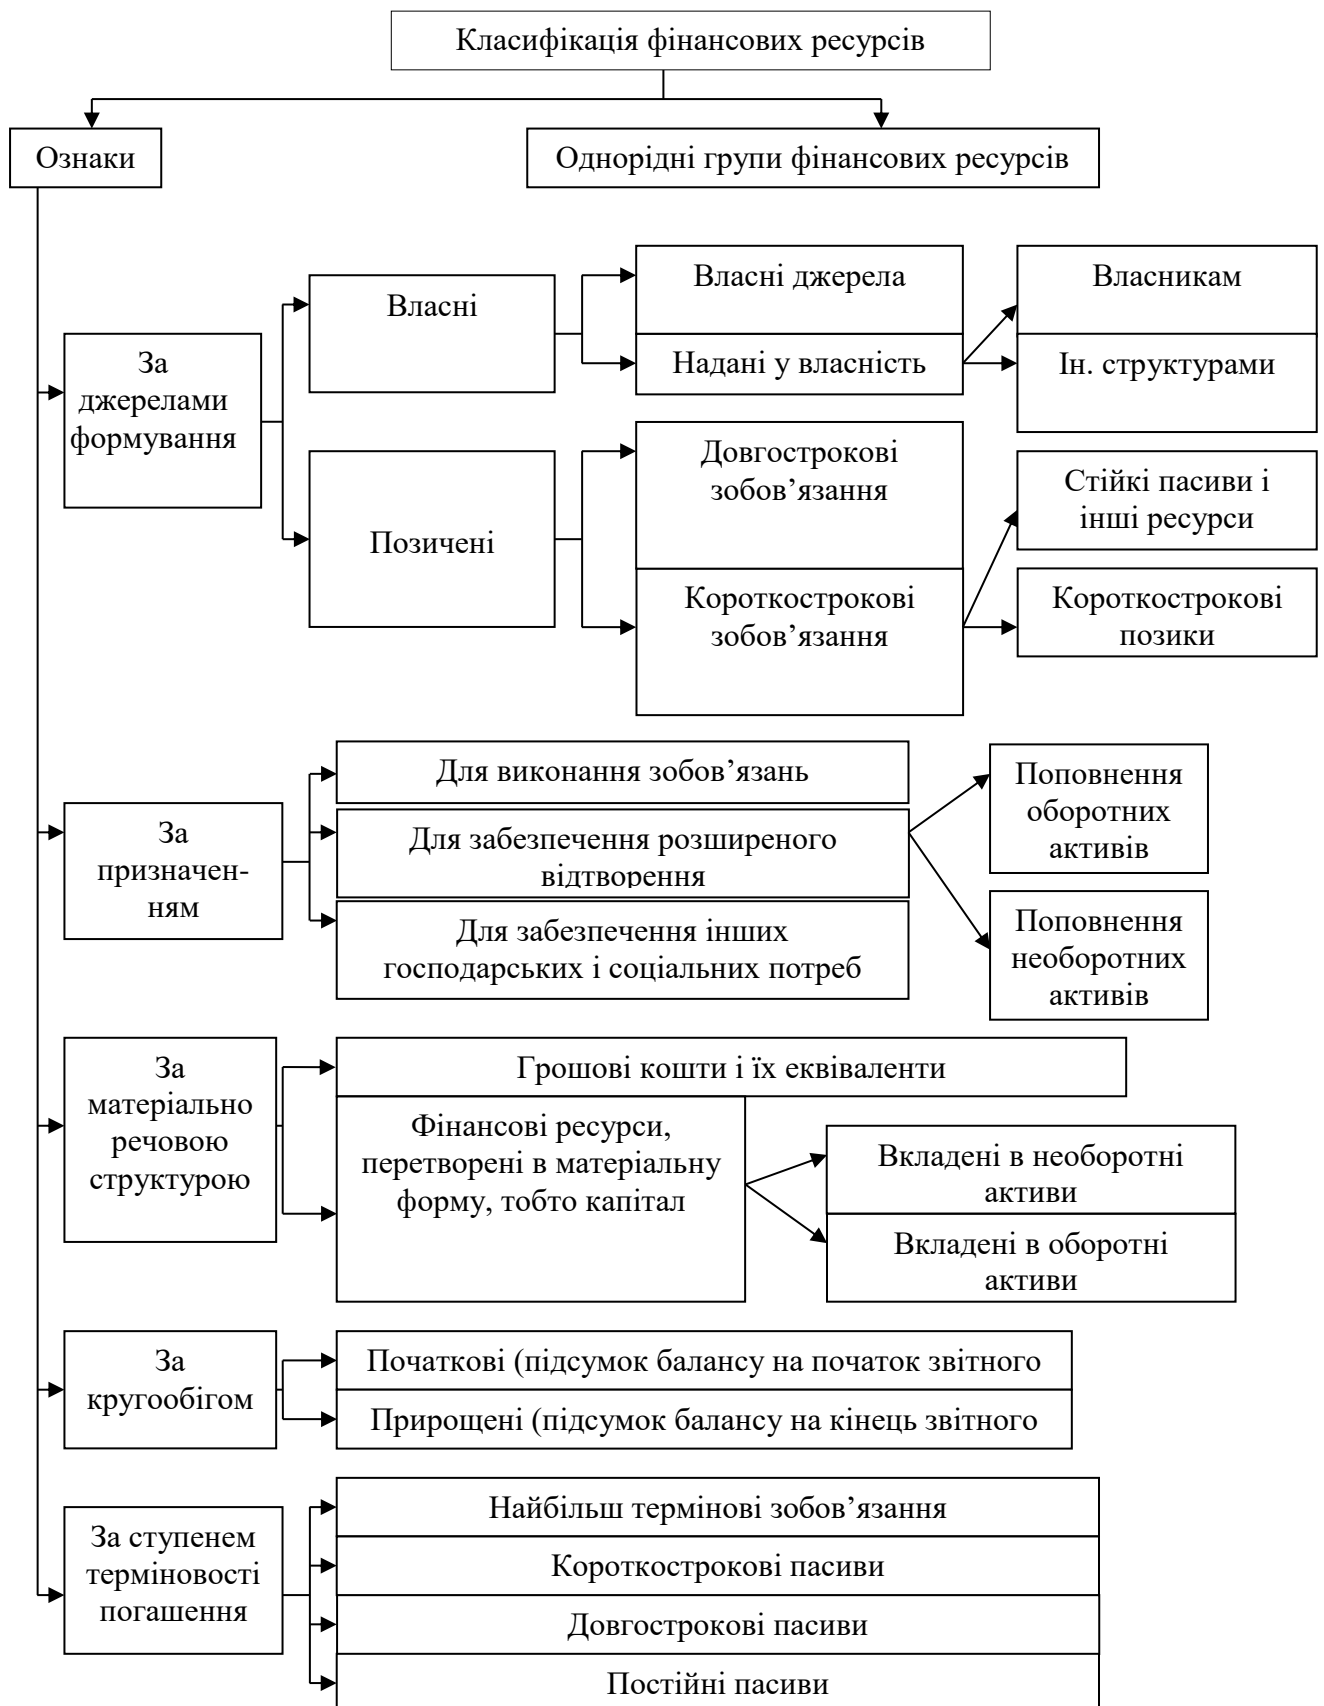 Класифікація фінансових ресурсів
Ознаки
Однорідні групи фінансових ресурсів
За
джерелами
формування
Власні
Власні джерела
Надані у власність
Власникам
Ін. структурами
Позичені
Довгострокові
зобов’язання
Короткострокові
зобов’язання
Стійкі пасиви і
інші ресурси
Короткострокові
позики
За
призначен-
ням
Для виконання зобов’язань
Для забезпечення розширеного
відтворення
Для забезпечення інших
господарських і соціальних потреб
Поповнення
оборотних
активів
Поповнення
необоротних
активів
За
матеріально
речовою
структурою
Грошові кошти і їх еквіваленти
Фінансові ресурси,
перетворені в матеріальну
форму, тобто капітал
Вкладені в необоротні
активи
Вкладені в оборотні
активи
За
кругообігом
Початкові (підсумок балансу на початок звітного
Прирощені (підсумок балансу на кінець звітного
За ступенем
терміновості
погашення
Найбільш термінові зобов’язання
Короткострокові пасиви
Довгострокові пасиви
Постійні пасиви